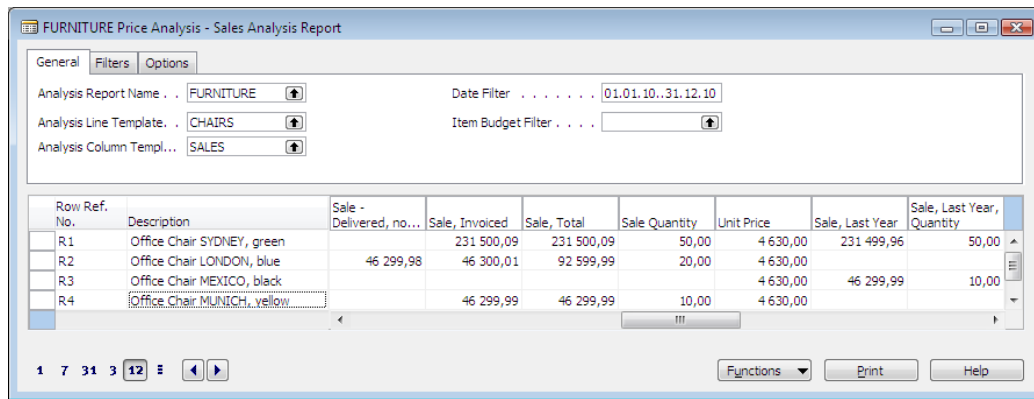 FURNITURE Price Analysis - Sales Analysis Report
General Filters Options
Analysis Report Name . . FURNITURE Date Filter . . . . . . . 01.01.10..31.12.10
Analysis Line Template. . CHAIRS Item Budget Filter . . . .
Analysis Column Templ... SALES
Row Ref. No. Description Sale - Delivered, no... Sale, Invoiced Sale, Total Sale Quantity Unit Price Sale, Last Year Sale, Last Year, Quantity
R1 Office Chair SYDNEY, green 231 500,09 231 500,09 50,00 4 630,00 231 499,96 50,00
R2 Office Chair LONDON, blue 46 299,98 46 300,01 92 599,99 20,00 4 630,00
R3 Office Chair MEXICO, black 4 630,00 46 299,99 10,00
R4 Office Chair MUNICH, yellow 46 299,99 46 299,99 10,00 4 630,00
1 7 31 3 12 Functions Print Help